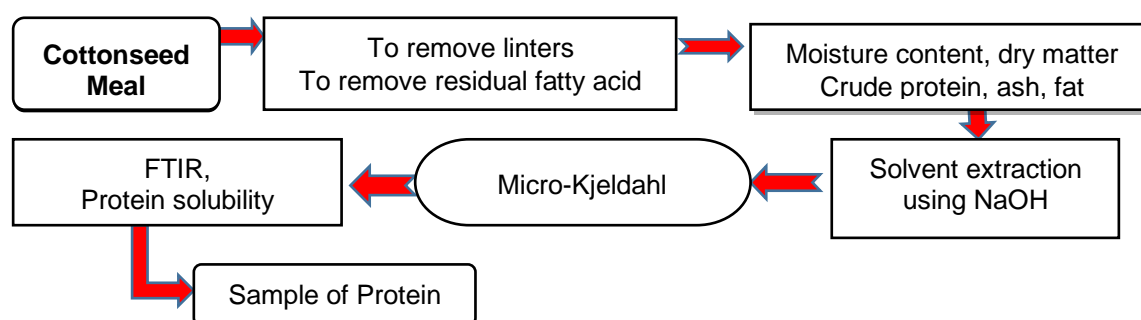 Cottonseed
Meal
To remove linters
To remove residual fatty acid
Moisture content, dry matter
Crude protein, ash, fat
Solvent extraction
using NaOH
Micro-Kjeldahl
FTIR,
Protein solubility
Sample of Protein